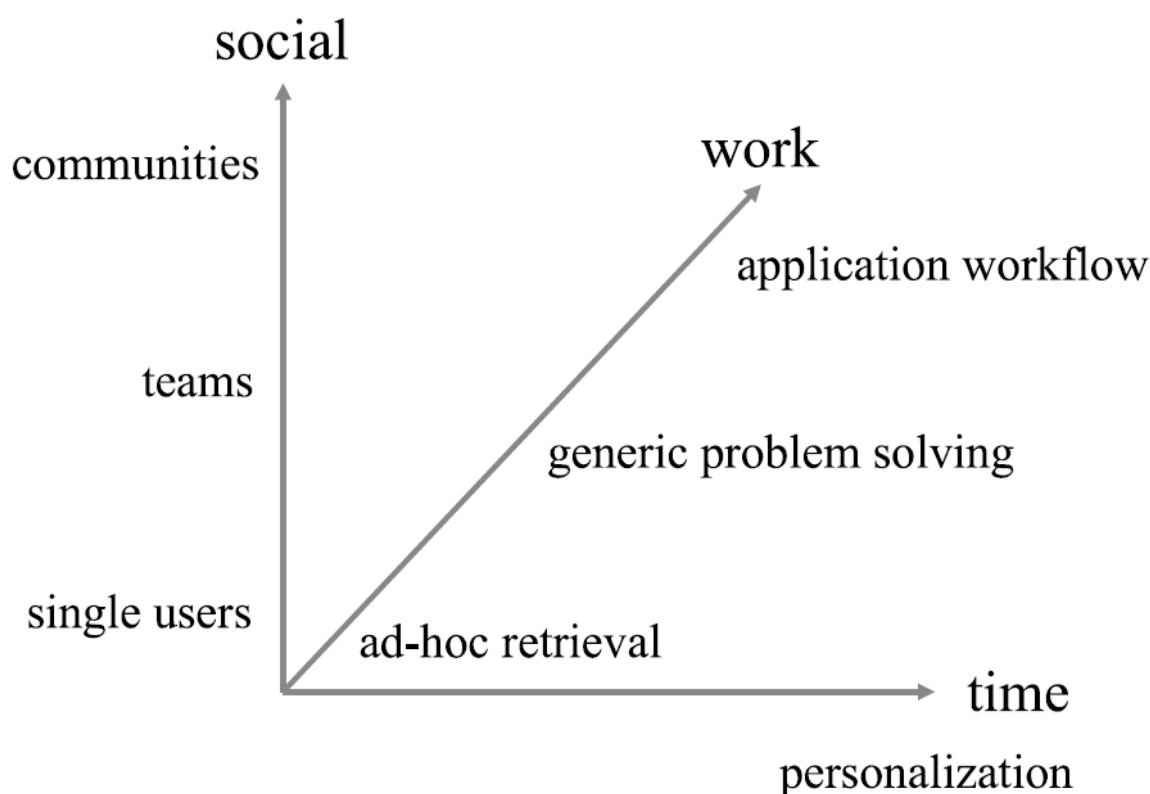 social
communities
work
application workflow
teams
generic problem solving
single users
ad-hoc retrieval
time
personalization